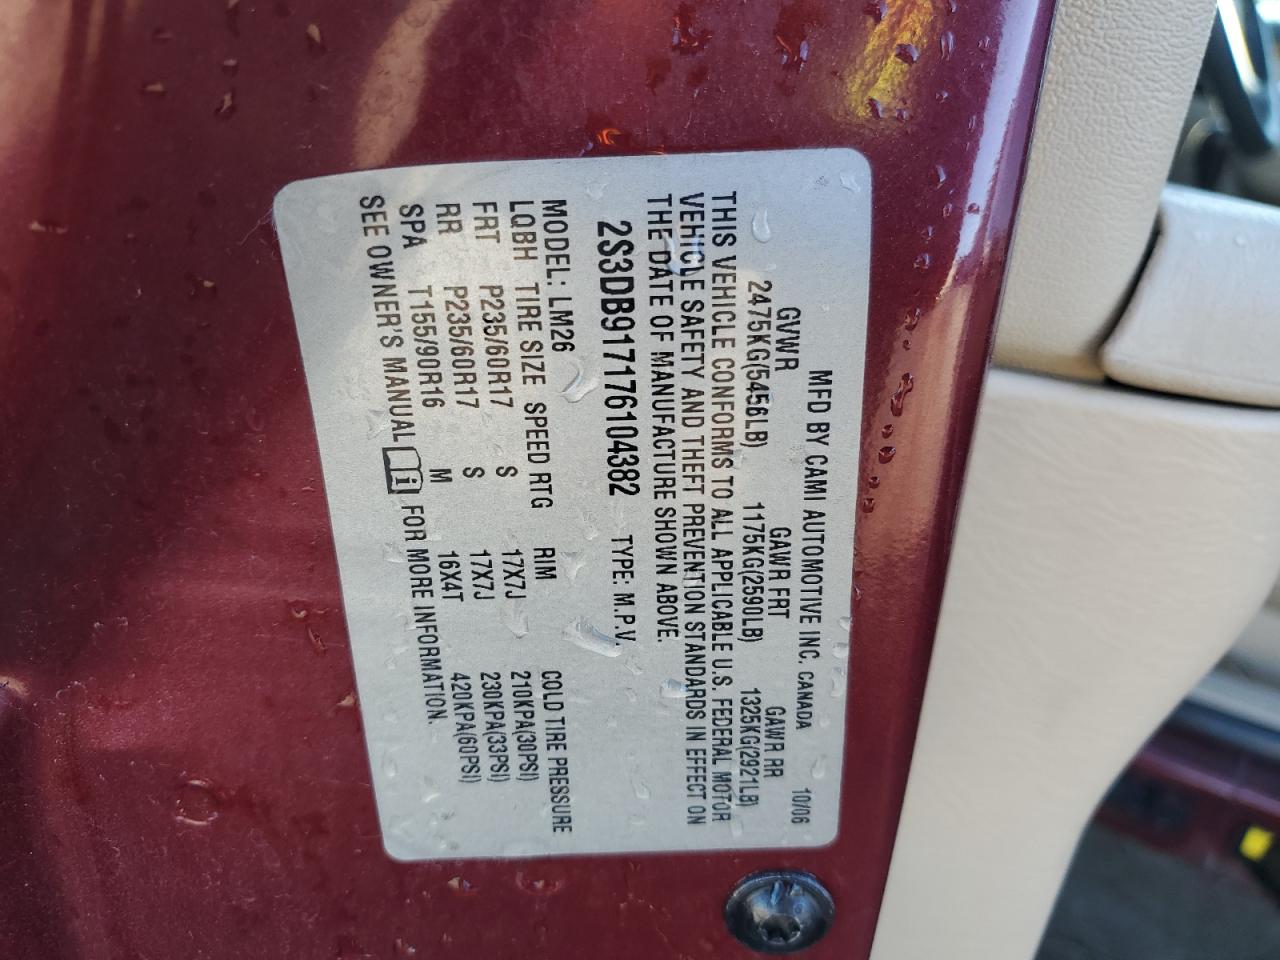 MFD BY CAMI AUTOMOTIVE INC. CANADA 10/06
GVWR GAWR FRT GAWR RR
2475KG(5456LB) 1175KG(2590LB) 1325KG(2921LB)
THIS VEHICLE CONFORMS TO ALL APPLICABLE U.S. FEDERAL MOTOR
VEHICLE SAFETY AND THEFT PREVENTION STANDARDS IN EFFECT ON
THE DATE OF MANUFACTURE SHOWN ABOVE.
2S3DB917176104382 TYPE: M.P.V.
MODEL: LM26
LQBH TIRE SIZE SPEED RTG RIM COLD TIRE PRESSURE
FRT P235/60R17 S 17X7J 210KPA(30PSI)
RR P235/60R17 S 17X7J 230KPA(33PSI)
SPA T155/90R16 M 16X4T 420KPA(60PSI)
SEE OWNER'S MANUAL i FOR MORE INFORMATION.